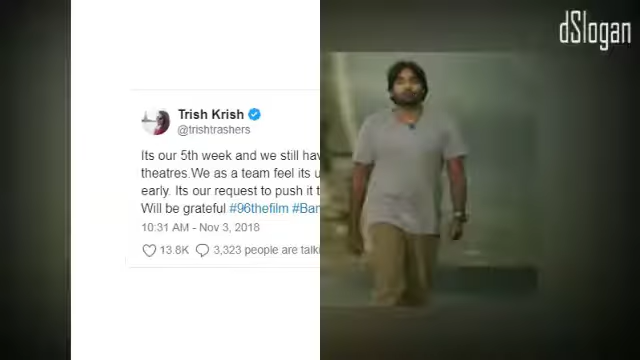 dSlogan
Trish Krish
@trishtrashers
Its our 5th week and we still hav
theatres.We as a team feel its u
early. Its our request to push it t
Will be grateful #96thefilm #Ban
10:31 AM - Nov 3, 2018
13.8K 3,323 people are talk